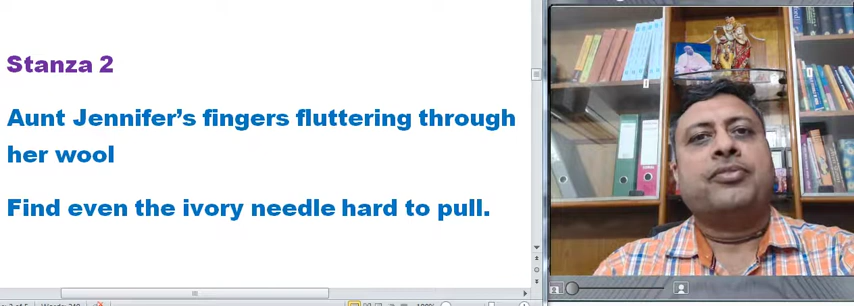 Stanza 2
Aunt Jennifer’s fingers fluttering through
her wool
Find even the ivory needle hard to pull.